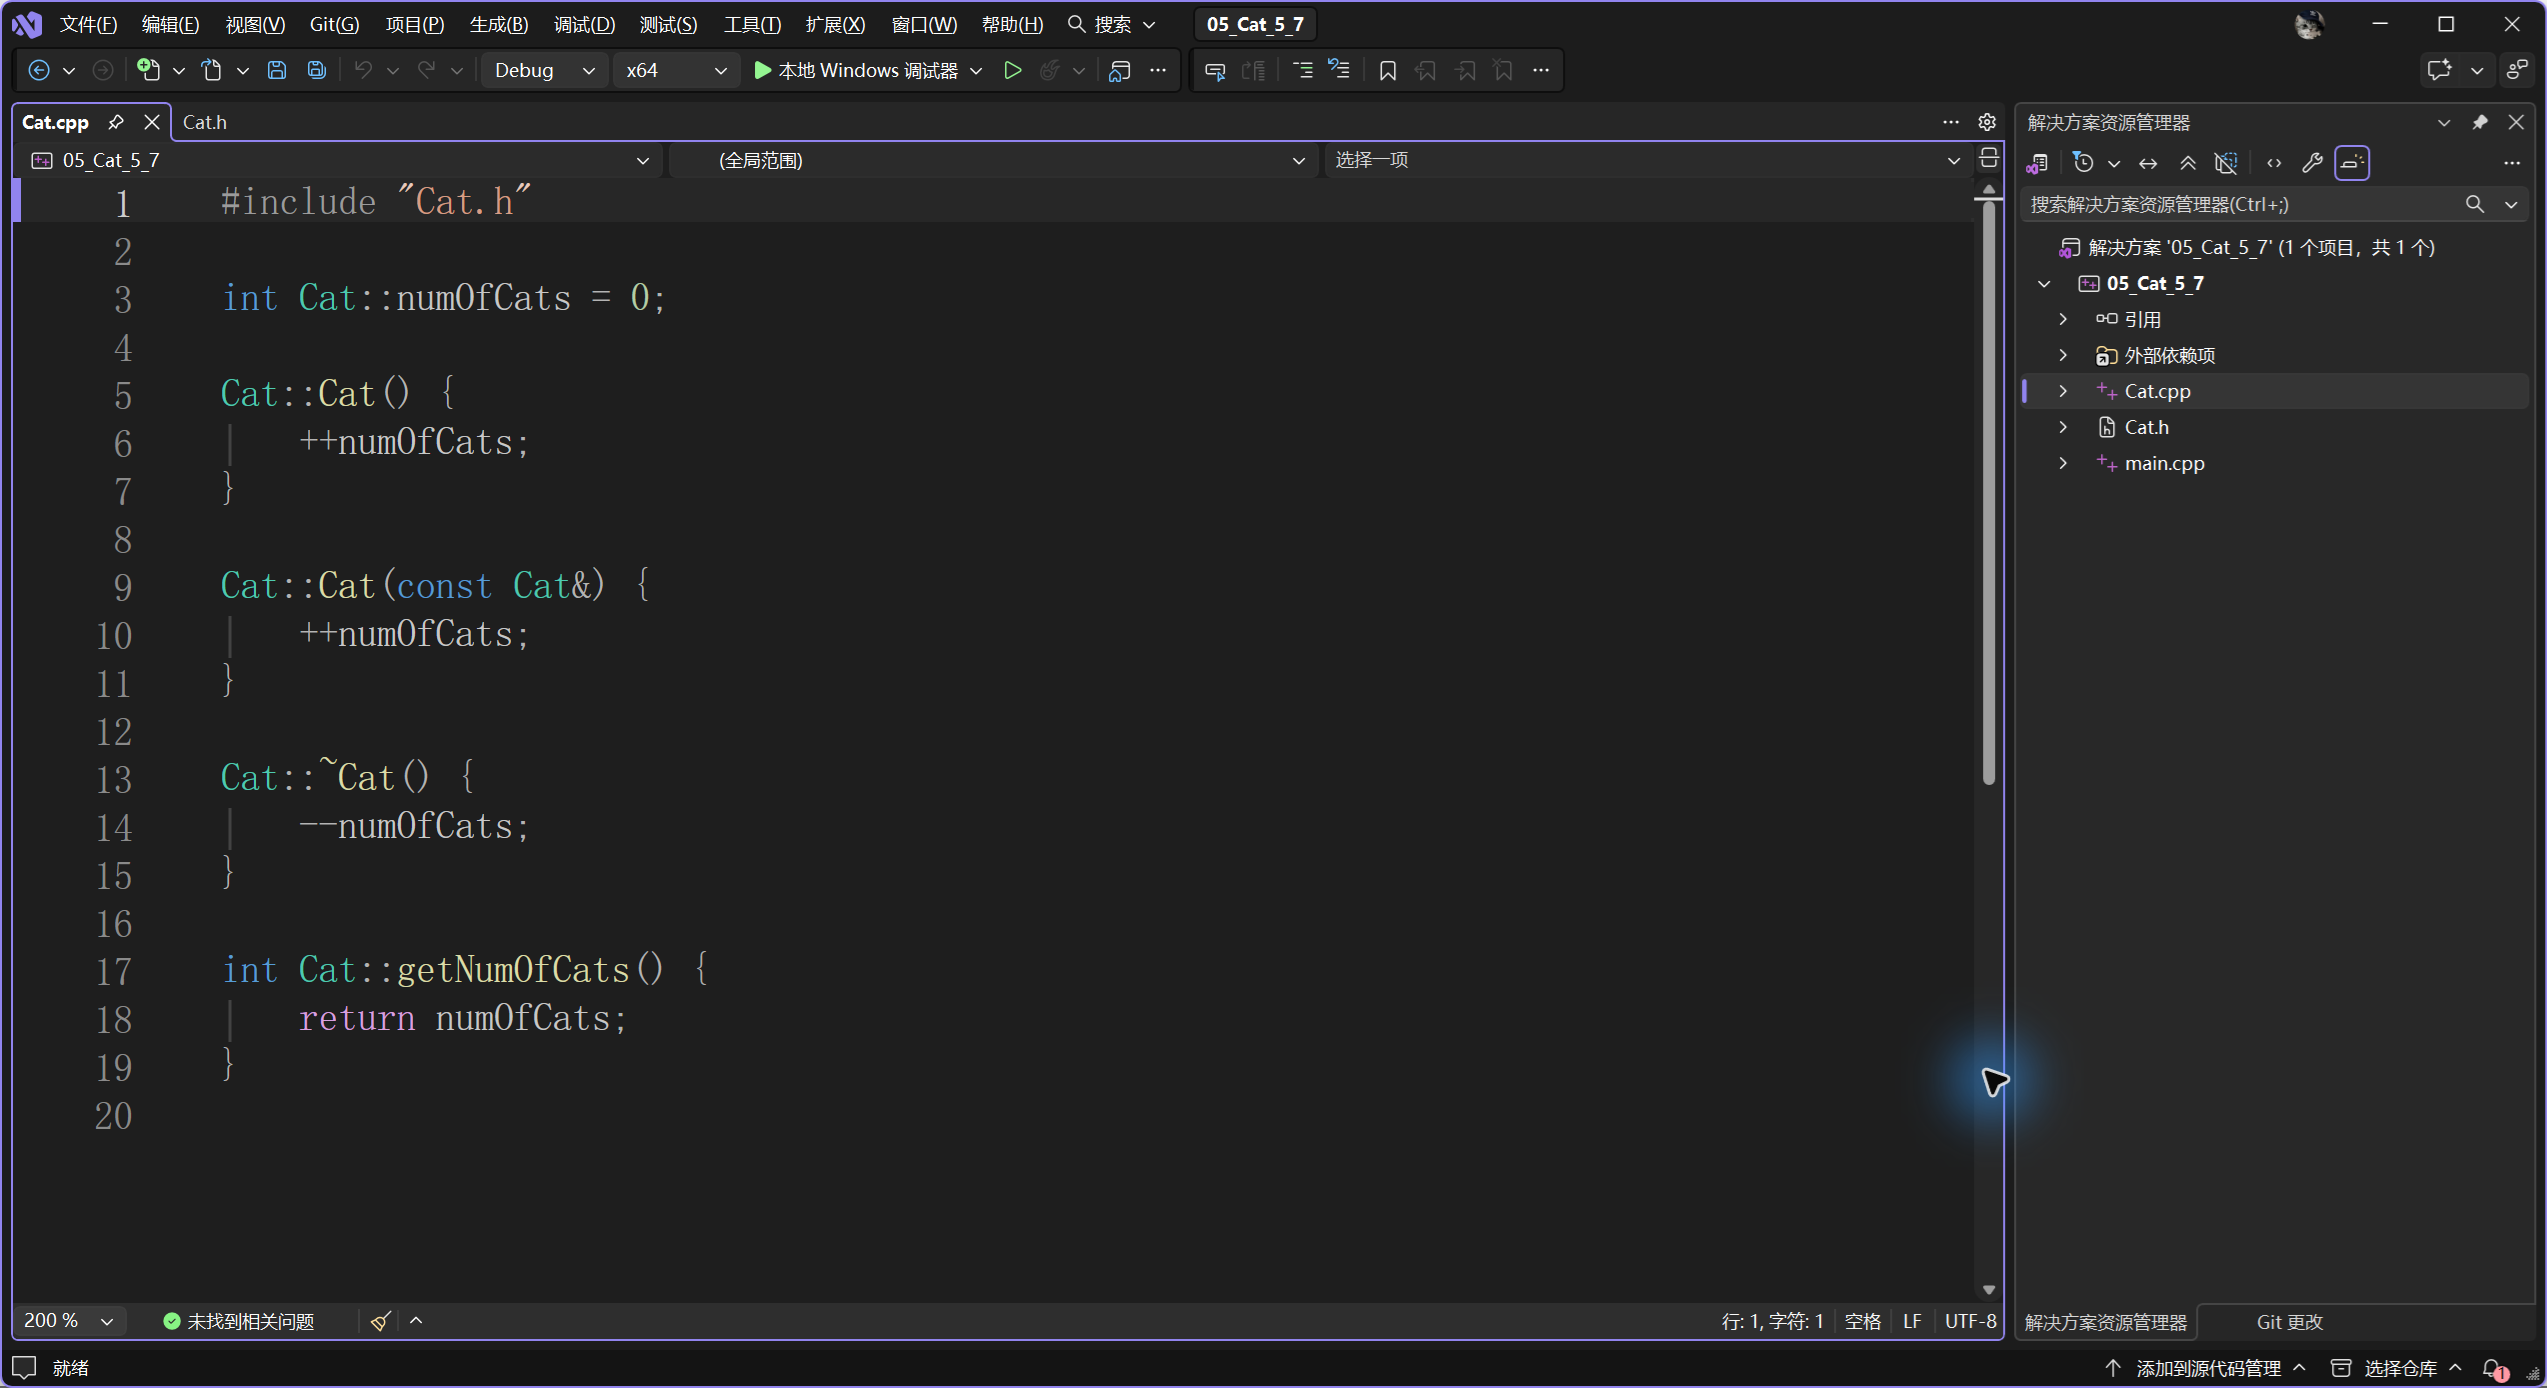 文件(F) 编辑(E) 视图(V) Git(G) 项目(P) 生成(B) 调试(D) 测试(S) 工具(T) 扩展(X) 窗口(W) 帮助(H) 搜索 05_Cat_5_7
Debug x64 本地 Windows 调试器
Cat.cpp Cat.h
05_Cat_5_7 (全局范围) 选择一项
1 #include "Cat.h"
2
3 int Cat::numOfCats = 0;
4
5 Cat::Cat() {
6 ++numOfCats;
7 }
8
9 Cat::Cat(const Cat&) {
10 ++numOfCats;
11 }
12
13 Cat::~Cat() {
14 --numOfCats;
15 }
16
17 int Cat::getNumOfCats() {
18 return numOfCats;
19 }
20
200 % 未找到相关问题 行: 1, 字符: 1 空格 LF UTF-8
解决方案资源管理器
搜索解决方案资源管理器(Ctrl+;)
解决方案 '05_Cat_5_7' (1 个项目，共 1 个)
05_Cat_5_7
引用
外部依赖项
Cat.cpp
Cat.h
main.cpp
解决方案资源管理器 Git 更改
就绪 添加到源代码管理 选择仓库 1